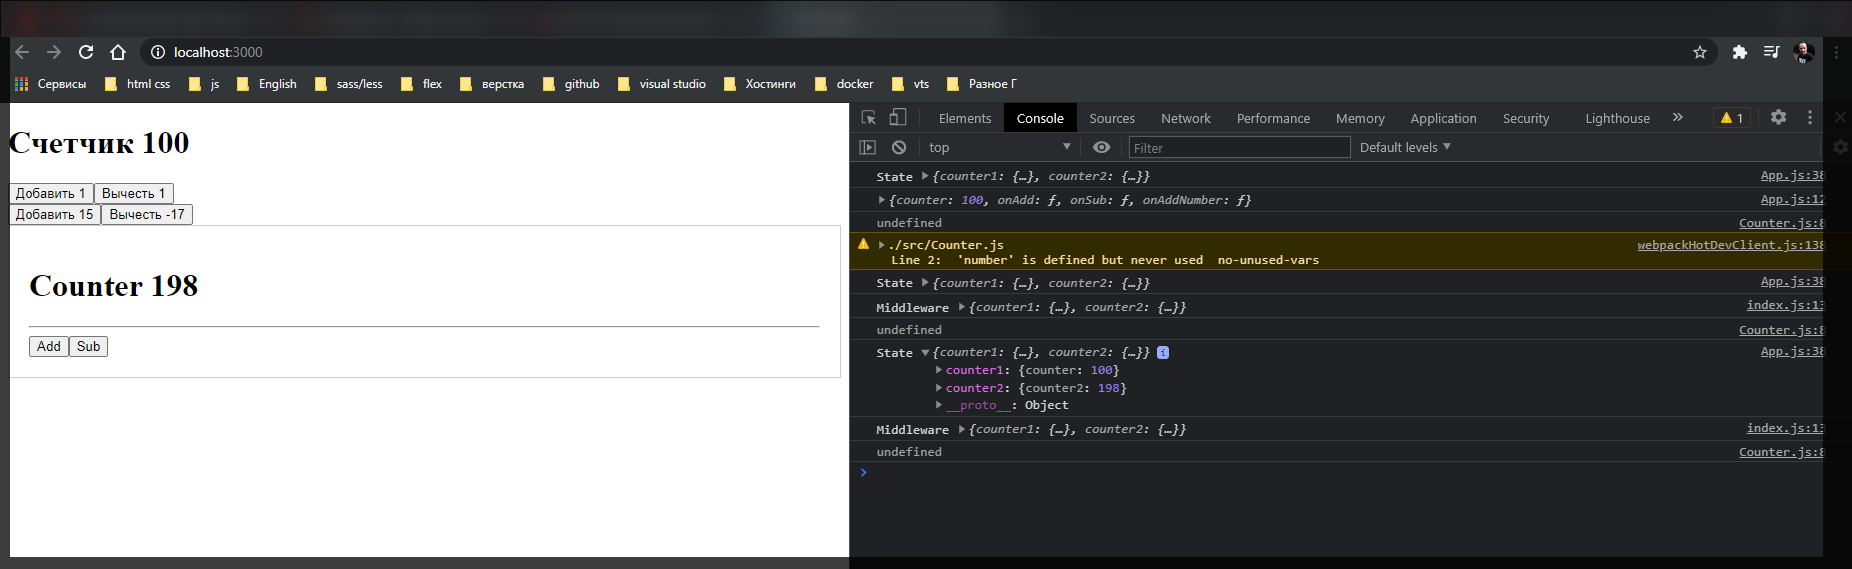 localhost:3000
Сервисы html css js English sass/less flex верстка github visual studio Хостинги docker vts Разное Г
Счетчик 100
Добавить 1 Вычесть 1
Добавить 15 Вычесть -17
Counter 198
Add Sub
Elements Console Sources Network Performance Memory Application Security Lighthouse » 1
top Filter Default levels
State {counter1: {…}, counter2: {…}} App.js:38
{counter: 100, onAdd: ƒ, onSub: ƒ, onAddNumber: ƒ} App.js:12
undefined Counter.js:8
./src/Counter.js webpackHotDevClient.js:138
Line 2: 'number' is defined but never used no-unused-vars
State {counter1: {…}, counter2: {…}} App.js:38
Middleware {counter1: {…}, counter2: {…}} index.js:13
undefined Counter.js:8
State {counter1: {…}, counter2: {…}} i App.js:38
counter1: {counter: 100}
counter2: {counter2: 198}
__proto__: Object
Middleware {counter1: {…}, counter2: {…}} index.js:13
undefined Counter.js:8